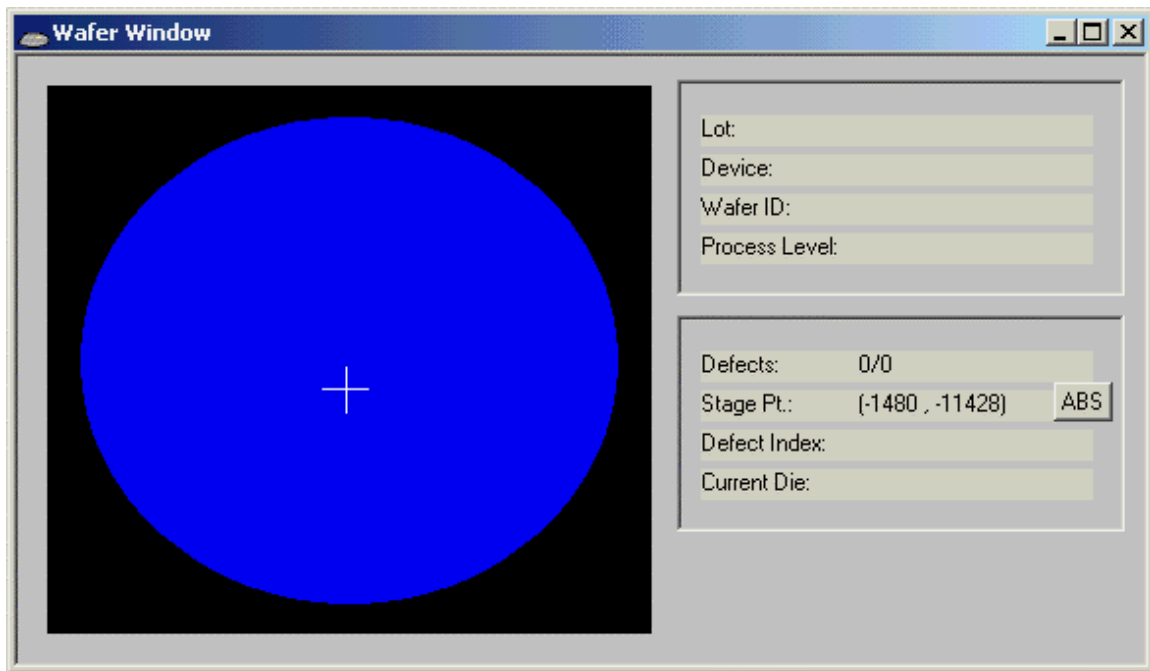 Wafer Window
Lot:
Device:
Wafer ID:
Process Level:
Defects: 0/0
Stage Pt.: (-1480 , -11428) ABS
Defect Index:
Current Die: